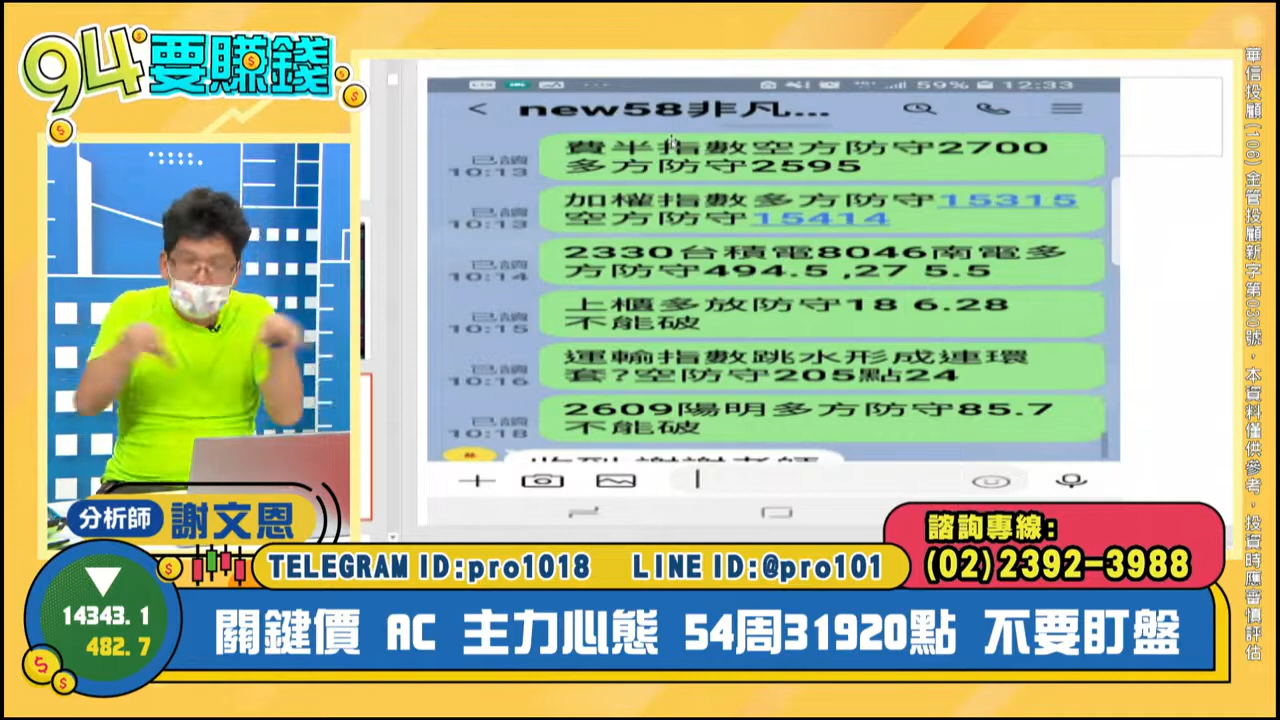 94要賺錢
59% 12:33
new58非凡...
費半指數空方防守2700
多方防守2595
已讀
10:13
加權指數多方防守15315
空方防守15414
已讀
10:13
2330台積電8046南電多
方防守494.5 ,27 5.5
已讀
10:14
上櫃多放防守18 6.28
不能破
已讀
10:15
運輸指數跳水形成連環
套?空防守205點24
已讀
10:16
2609陽明多方防守85.7
不能破
已讀
10:18
收到謝謝老師
分析師 謝文恩
諮詢專線:
(02)2392-3988
TELEGRAM ID:pro1018 LINE ID:@pro101
14343.1
482.7
關鍵價 AC 主力心態 54周31920點 不要盯盤
華信投顧(106)金管投顧新字第030號，本資料僅供參考，投資時應審慎評估